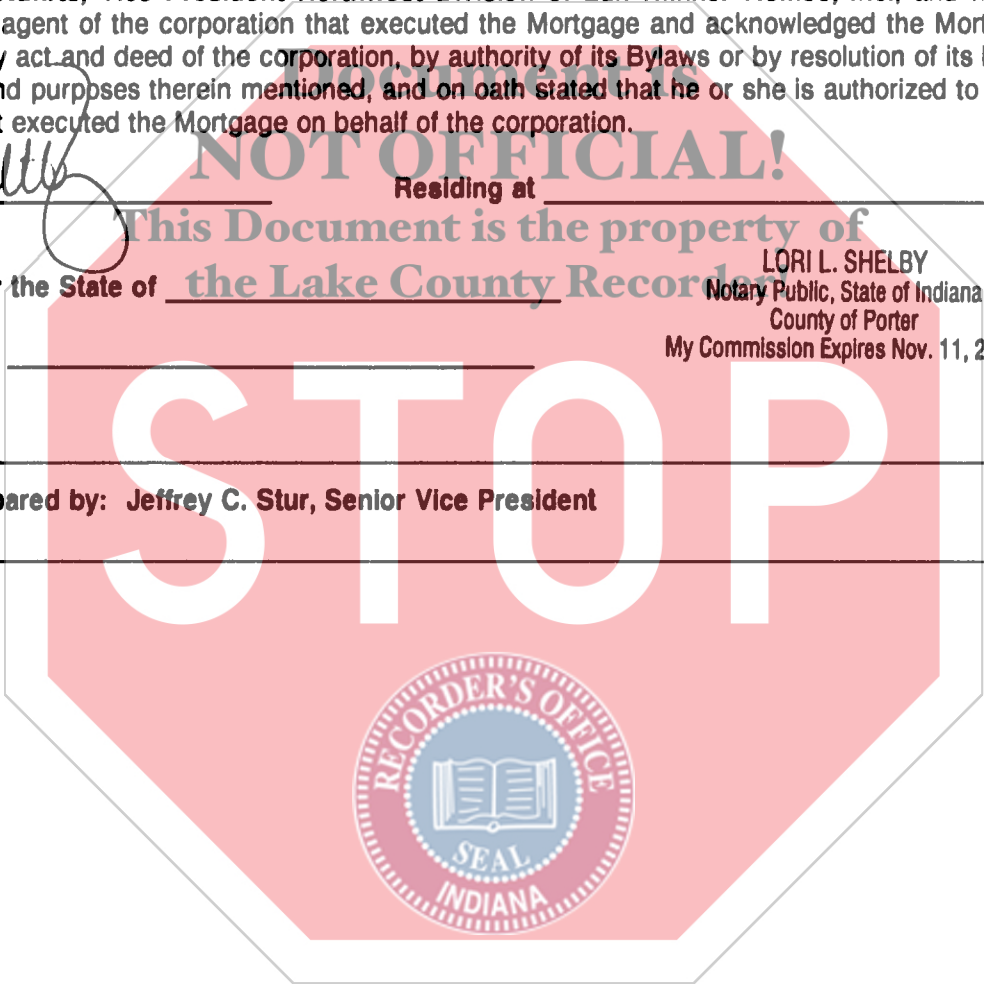 agent of the corporation that executed the Mortgage and acknowledged the Mort
y act and deed of the corporation, by authority of its Bylaws or by resolution of its
nd purposes therein mentioned, and on oath stated that he or she is authorized to
t executed the Mortgage on behalf of the corporation.
Document is
NOT OFFICIAL!
This Document is the property of
the Lake County Recorder!
Residing at
the State of
LORI L. SHELBY
Notary Public, State of Indiana
County of Porter
My Commission Expires Nov. 11, 2
ared by: Jeffrey C. Stur, Senior Vice President
STOP
RECORDER'S OFFICE
SEAL
INDIANA